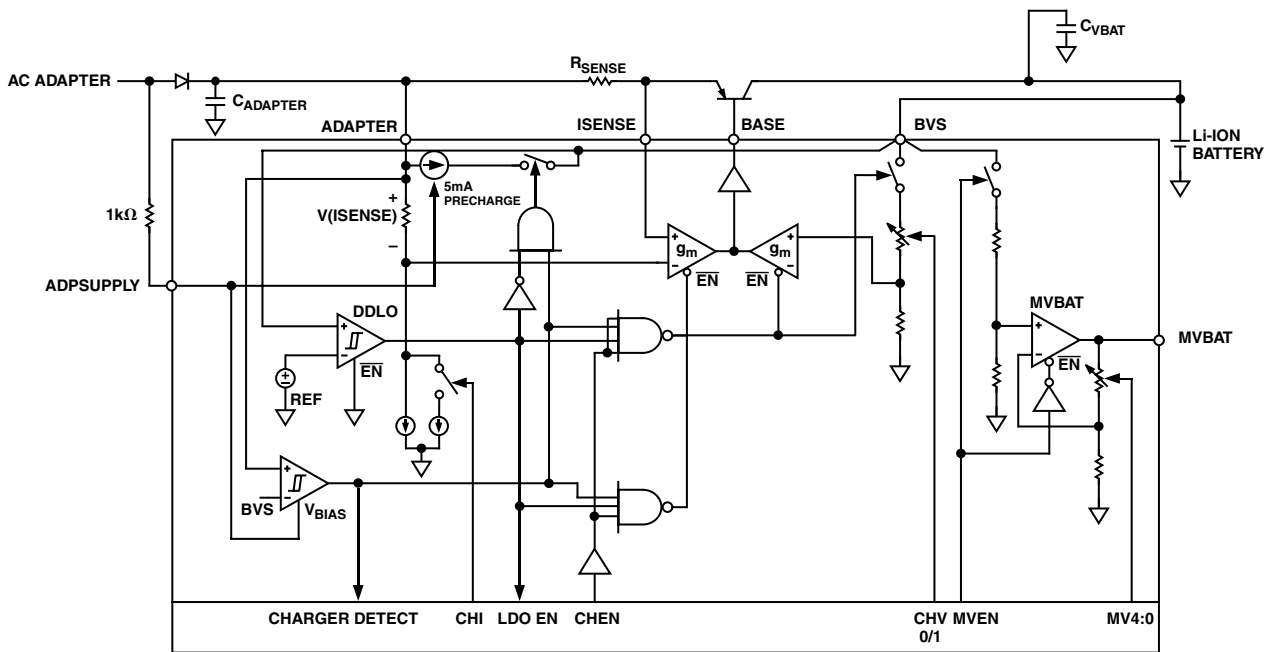 C_VBAT
AC ADAPTER
R_SENSE
C_ADAPTER
ADAPTER
ISENSE
BASE
BVS
Li-ION
BATTERY
1kΩ
+
V(ISENSE)
–
5mA
PRECHARGE
+
g_m
–
EN
+
g_m
–
EN
ADPSUPPLY
DDLO
+
–
EN
REF
MVBAT
+
–
EN
MVBAT
+
–
BVS
V_BIAS
CHARGER DETECT
CHI
LDO EN
CHEN
CHV
0/1
MVEN
MV4:0